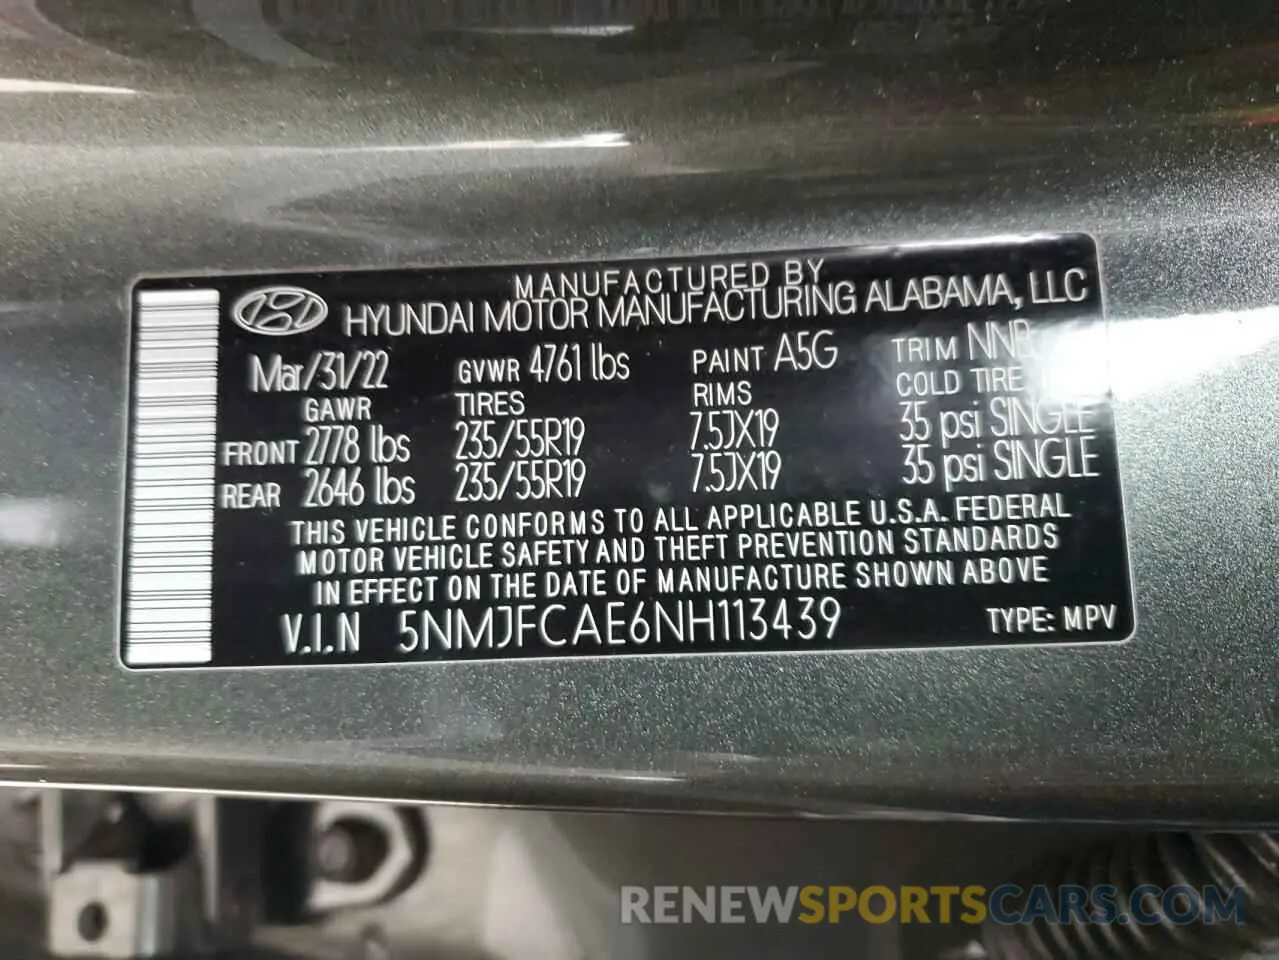 MANUFACTURED BY
HYUNDAI MOTOR MANUFACTURING ALABAMA, LLC
Mar/31/22 GVWR 4761 lbs PAINT A5G TRIM NNB
GAWR TIRES RIMS COLD TIRE
FRONT 2778 lbs 235/55R19 7.5JX19 35 psi SINGLE
REAR 2646 lbs 235/55R19 7.5JX19 35 psi SINGLE
THIS VEHICLE CONFORMS TO ALL APPLICABLE U.S.A. FEDERAL
MOTOR VEHICLE SAFETY AND THEFT PREVENTION STANDARDS
IN EFFECT ON THE DATE OF MANUFACTURE SHOWN ABOVE
V.I.N 5NMJFCAE6NH113439 TYPE: MPV
RENEWSPORTSCARS.COM